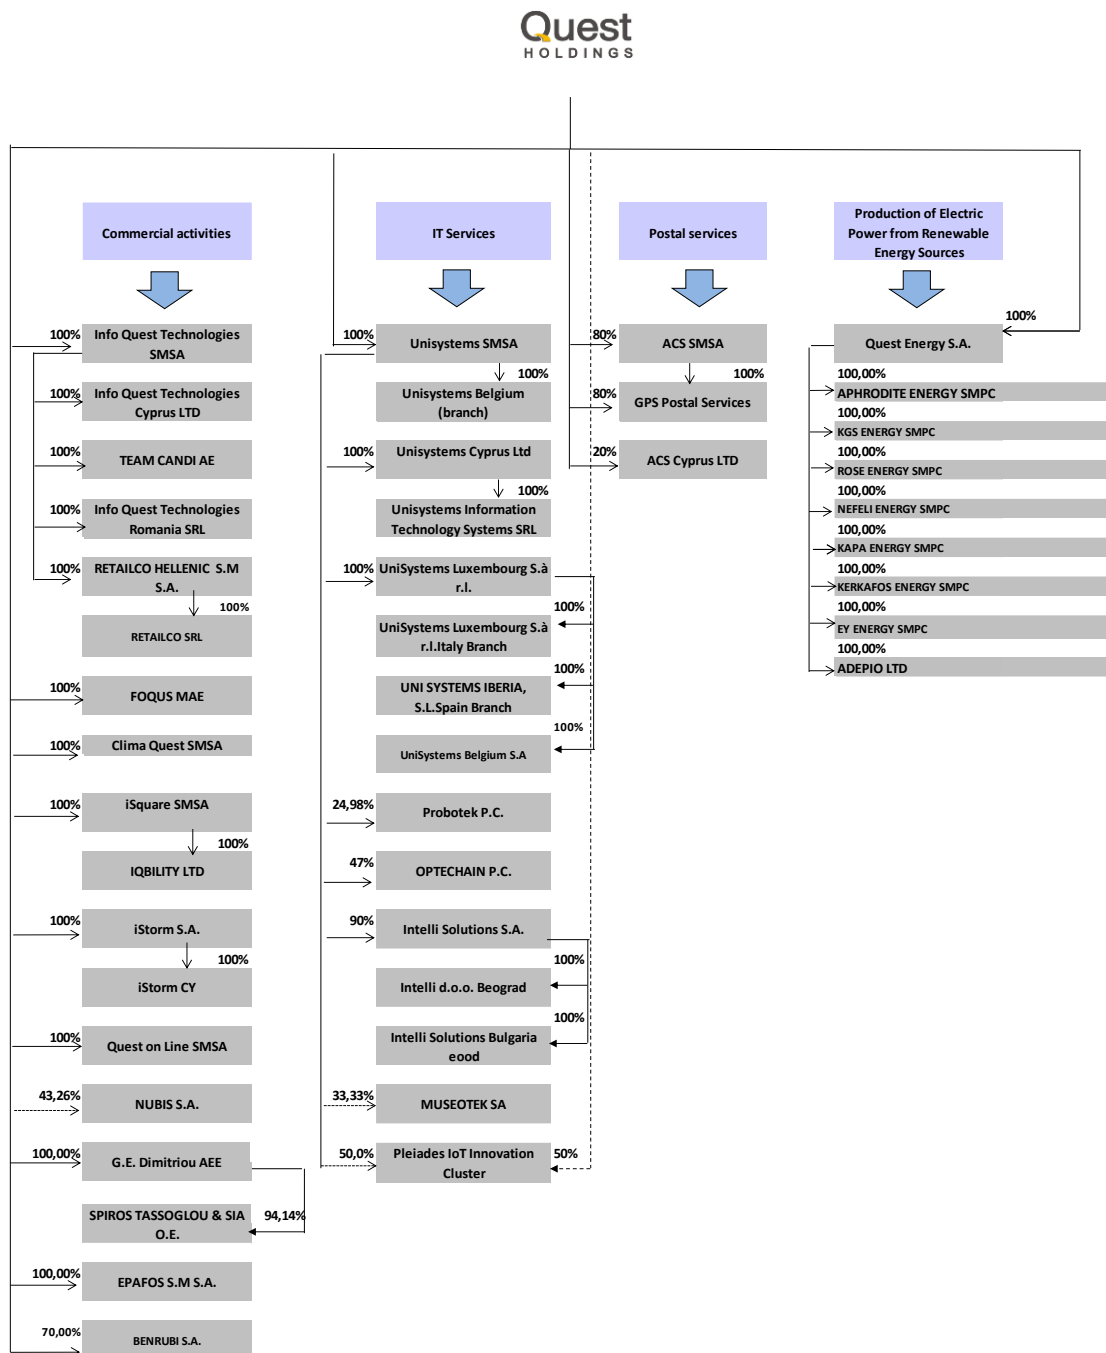 Quest
HOLDINGS
Commercial activities
100%
Info Quest Technologies
SMSA
100%
Info Quest Technologies
Cyprus LTD
100%
TEAM CANDI AE
100%
Info Quest Technologies
Romania SRL
100%
RETAILCO HELLENIC S.M
S.A.
100%
RETAILCO SRL
100%
FOQUS MAE
100%
Clima Quest SMSA
100%
iSquare SMSA
100%
IQBILITY LTD
100%
iStorm S.A.
100%
iStorm CY
100%
Quest on Line SMSA
43,26%
NUBIS S.A.
100,00%
G.E. Dimitriou AEE
SPIROS TASSOGLOU & SIA
O.E.
94,14%
100,00%
EPAFOS S.M S.A.
70,00%
BENRUBI S.A.
IT Services
100%
Unisystems SMSA
100%
Unisystems Belgium
(branch)
100%
Unisystems Cyprus Ltd
100%
Unisystems Information
Technology Systems SRL
100%
UniSystems Luxembourg S.à
r.l.
100%
UniSystems Luxembourg S.à
r.l.Italy Branch
100%
UNI SYSTEMS IBERIA,
S.L.Spain Branch
100%
UniSystems Belgium S.A
24,98%
Probotek P.C.
47%
OPTECHAIN P.C.
90%
Intelli Solutions S.A.
100%
Intelli d.o.o. Beograd
100%
Intelli Solutions Bulgaria
eood
33,33%
MUSEOTEK SA
50,0%
Pleiades IoT Innovation
Cluster
50%
Postal services
80%
ACS SMSA
100%
80%
GPS Postal Services
20%
ACS Cyprus LTD
Production of Electric
Power from Renewable
Energy Sources
100%
Quest Energy S.A.
100,00%
APHRODITE ENERGY SMPC
100,00%
KGS ENERGY SMPC
100,00%
ROSE ENERGY SMPC
100,00%
NEFELI ENERGY SMPC
100,00%
KAPA ENERGY SMPC
100,00%
KERKAFOS ENERGY SMPC
100,00%
EY ENERGY SMPC
100,00%
ADEPIO LTD